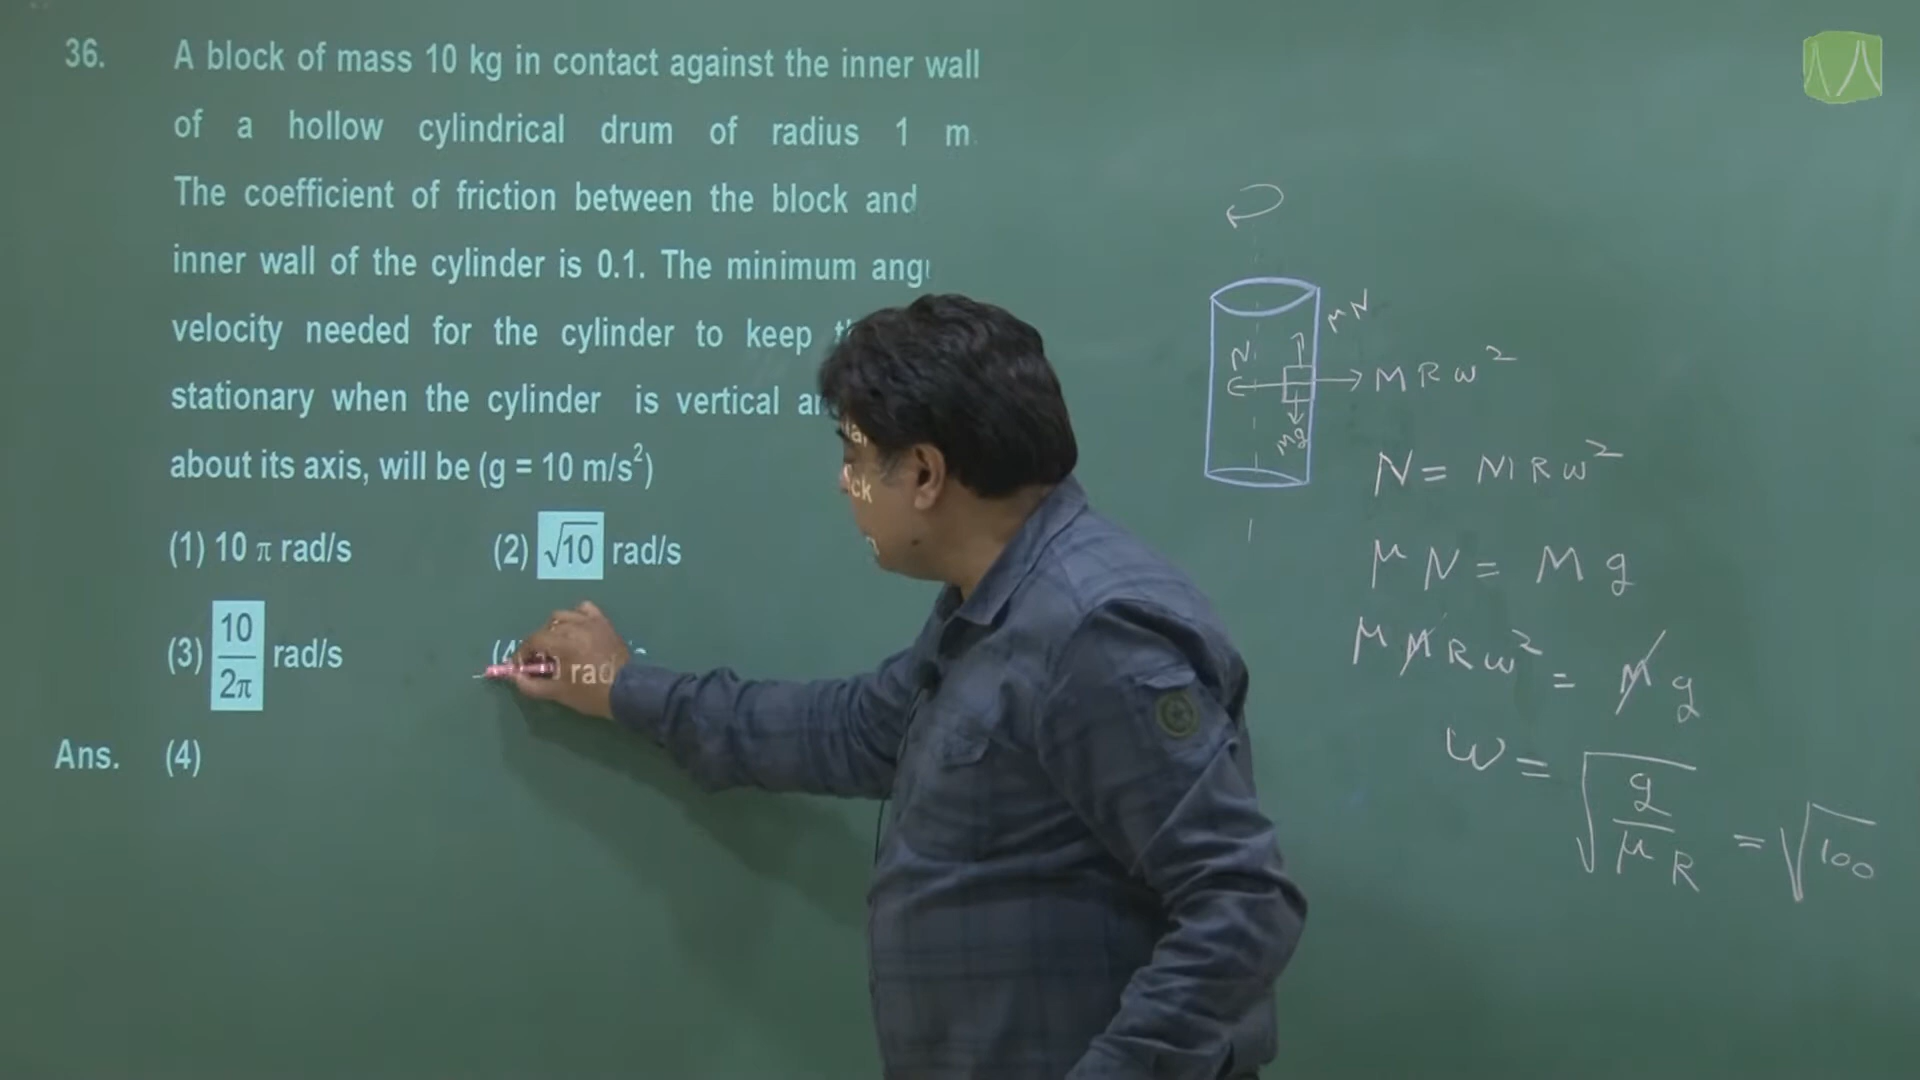 36. A block of mass 10 kg in contact against the inner wall
of a hollow cylindrical drum of radius 1 m.
The coefficient of friction between the block and
inner wall of the cylinder is 0.1. The minimum
velocity needed for the cylinder to keep
stationary when the cylinder is vertical
about its axis, will be (g = 10 m/s²)
(1) 10 π rad/s (2) √10 rad/s
(3) 10/2π rad/s
Ans. (4)
μN
N
MRω²
Mg
N = MRω²
μN = Mg
μMRω² = Mg
ω = √(g/μR) = √100